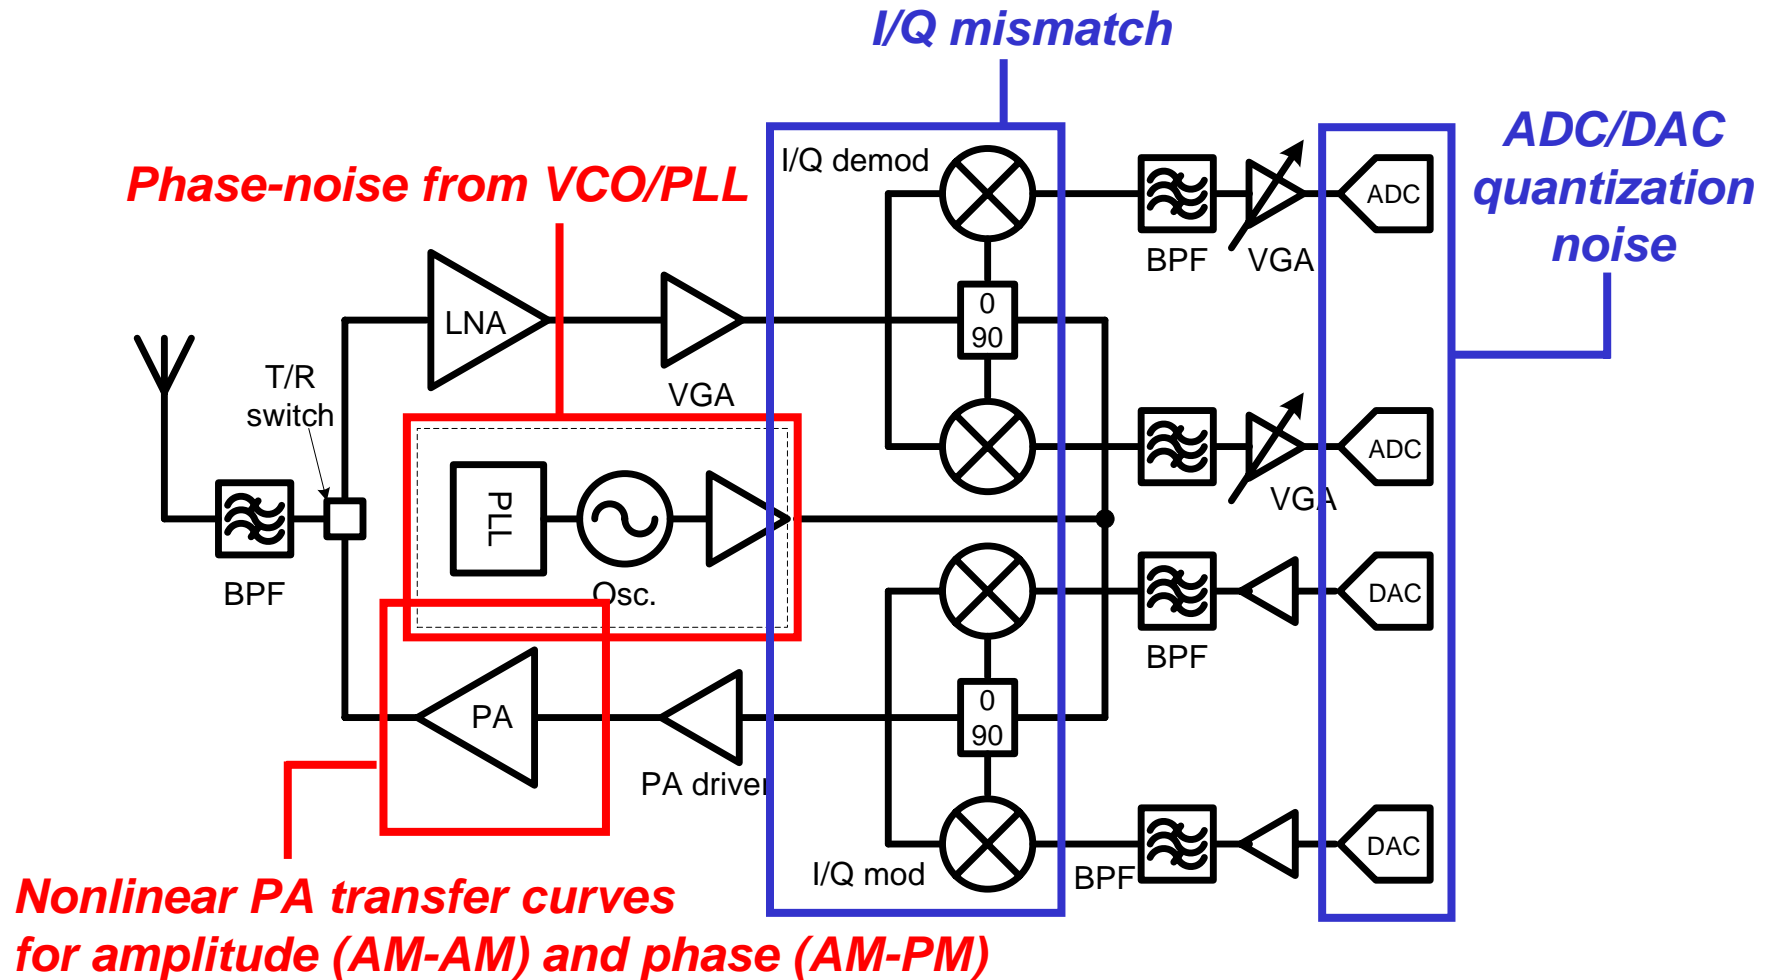 I/Q mismatch
ADC/DAC
quantization
noise
Phase-noise from VCO/PLL
I/Q demod
ADC
BPF
VGA
LNA
0
90
VGA
T/R
switch
ADC
VGA
PLL
Osc.
BPF
DAC
BPF
PA
0
90
PA driver
I/Q mod
BPF
DAC
Nonlinear PA transfer curves
for amplitude (AM-AM) and phase (AM-PM)